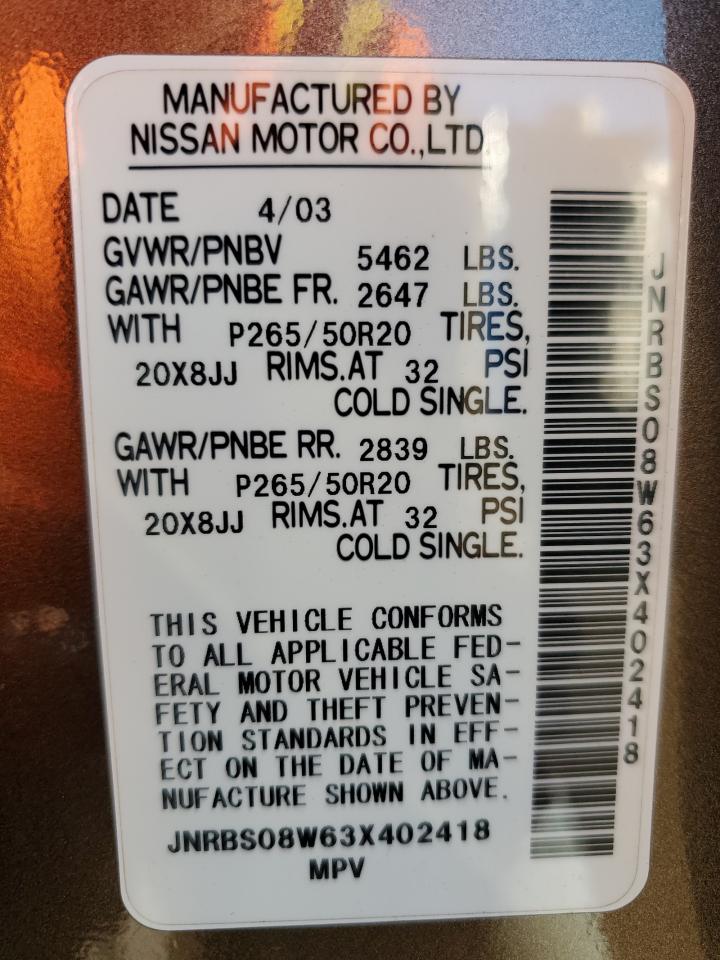 MANUFACTURED BY
NISSAN MOTOR CO.,LTD.
DATE 4/03
GVWR/PNBV 5462 LBS.
GAWR/PNBE FR. 2647 LBS.
WITH P265/50R20 TIRES,
20X8JJ RIMS.AT 32 PSI
COLD SINGLE.
GAWR/PNBE RR. 2839 LBS.
WITH P265/50R20 TIRES,
20X8JJ RIMS.AT 32 PSI
COLD SINGLE.
THIS VEHICLE CONFORMS
TO ALL APPLICABLE FED-
ERAL MOTOR VEHICLE SA-
FETY AND THEFT PREVEN-
TION STANDARDS IN EFF-
ECT ON THE DATE OF MA-
NUFACTURE SHOWN ABOVE.
JNRBS08W63X402418
MPV
JNRBS08W63X402418